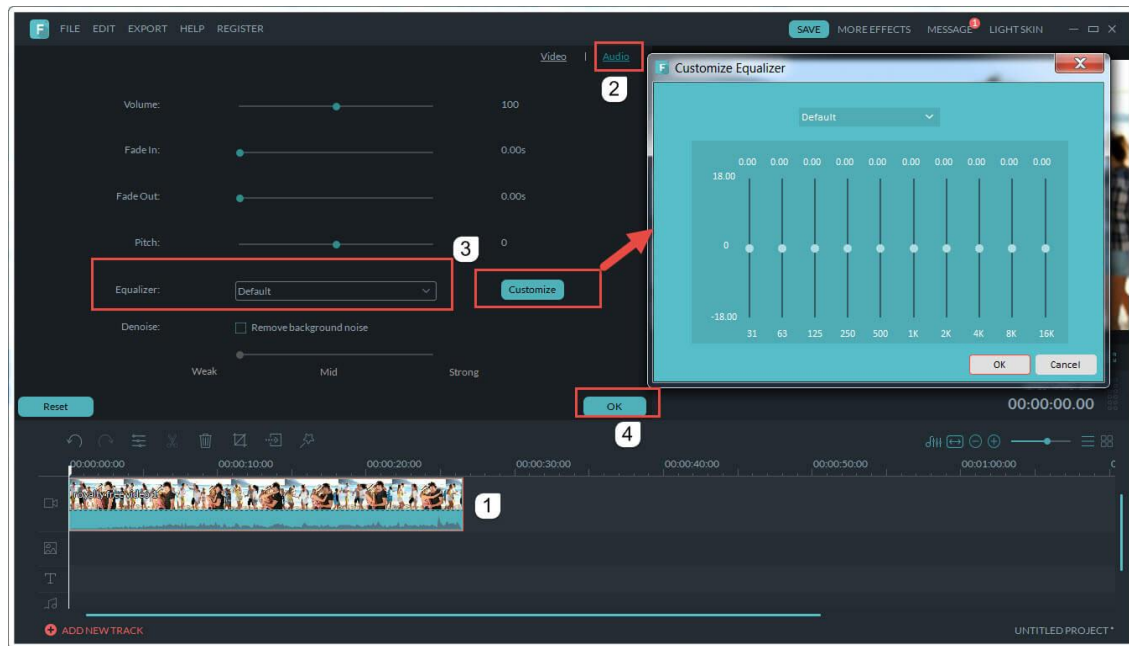 F FILE EDIT EXPORT HELP REGISTER SAVE MORE EFFECTS MESSAGE 1 LIGHT SKIN
Video | Audio
2
Volume: 100
Fade In: 0.00s
Fade Out: 0.00s
Pitch: 0
3
Equalizer: Default Customize
Denoise: Remove background noise
Weak Mid Strong
Reset OK
4
F Customize Equalizer X
Default
0.00 0.00 0.00 0.00 0.00 0.00 0.00 0.00 0.00 0.00
18.00
0
-18.00
31 63 125 250 500 1K 2K 4K 8K 16K
OK Cancel
00:00:00.00
00:00:00:00 00:00:10:00 00:00:20:00 00:00:30:00 00:00:40:00 00:00:50:00 00:01:00:00
royalty free video
1
T
ADD NEW TRACK UNTITLED PROJECT*